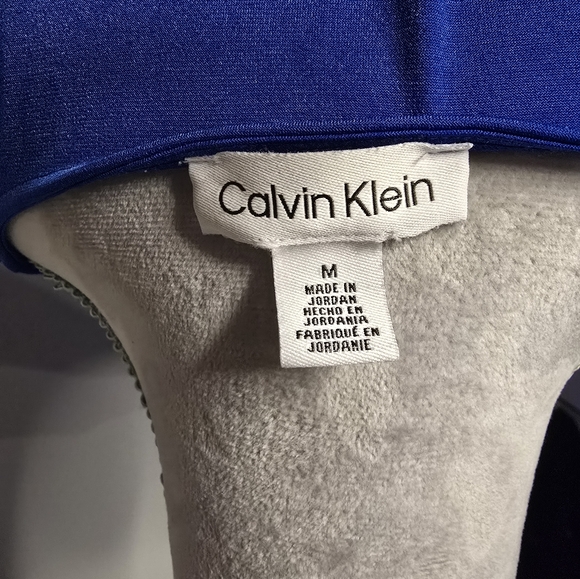 Calvin Klein
M
MADE IN
JORDAN
HECHO EN
JORDANIA
FABRIQUÉ EN
JORDANIE